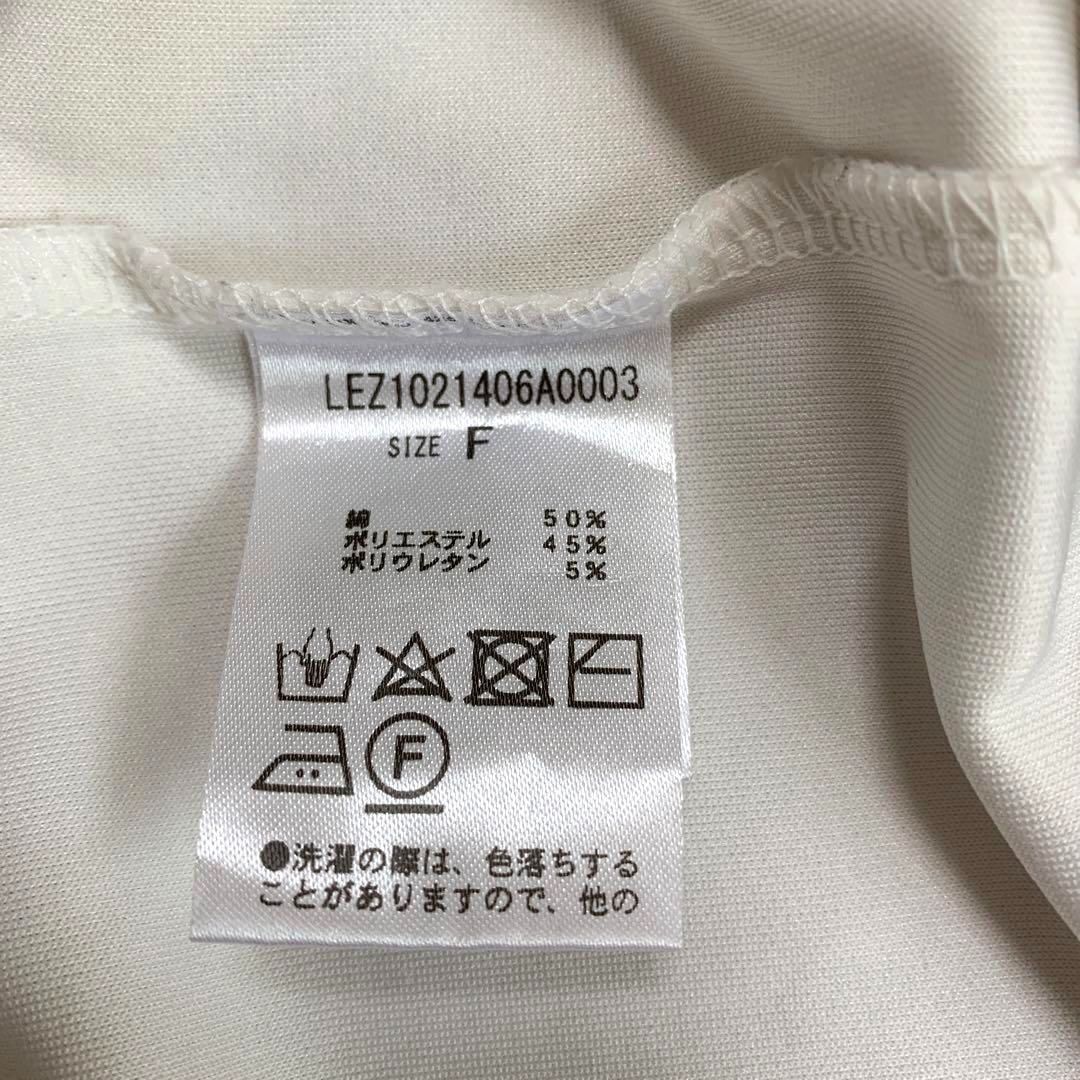 LEZ1021406A0003
SIZE F
綿 50%
ポリエステル 45%
ポリウレタン 5%
F
●洗濯の際は、色落ちする
ことがありますので、他の